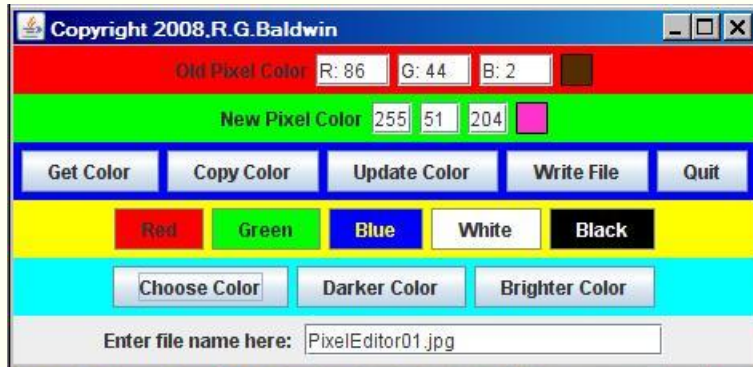 Copyright 2008,R.G.Baldwin
Old Pixel Color R: 86 G: 44 B: 2
New Pixel Color 255 51 204
Get Color Copy Color Update Color Write File Quit
Red Green Blue White Black
Choose Color Darker Color Brighter Color
Enter file name here: PixelEditor01.jpg